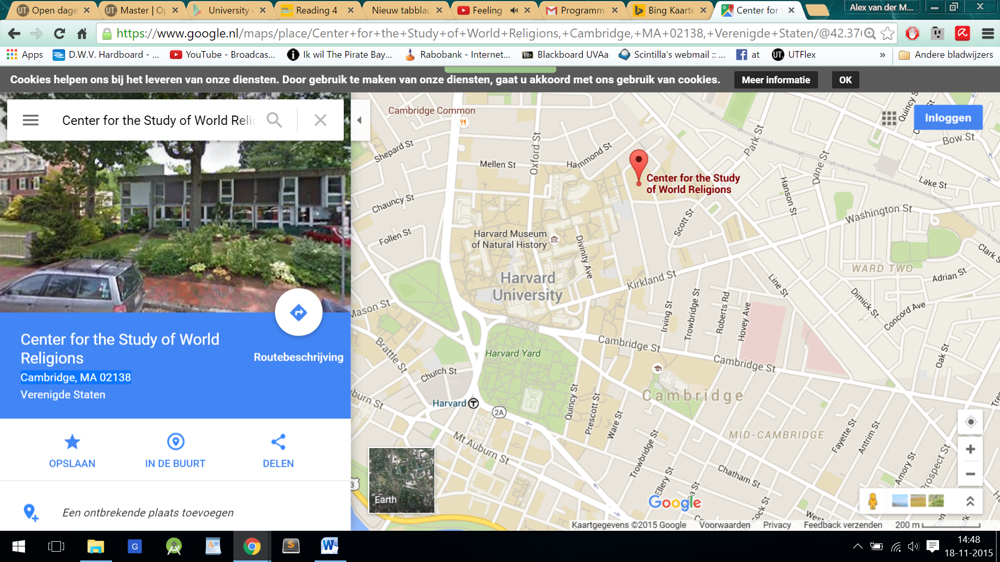 Open dage
Master | O
University
Reading 4
Nieuw tabblad
Feeling
Programm
Bing Kaarte
Center for
Alex van der M...
https://www.google.nl/maps/place/Center+for+the+Study+of+World+Religions,+Cambridge,+MA+02138,+Verenigde+Staten/@42.37
Apps
D.W.V. Hardboard - ...
YouTube - Broadcas...
Ik wil The Pirate Bay...
Rabobank - Internet...
Blackboard UVAa
Scintilla's webmail :: ...
at
UTFlex
»
Andere bladwijzers
Cookies helpen ons bij het leveren van onze diensten. Door gebruik te maken van onze diensten, gaat u akkoord met ons gebruik van cookies.
Meer informatie
OK
Center for the Study of World Reli
Center for the Study of World
Religions
Cambridge, MA 02138
Verenigde Staten
Routebeschrijving
OPSLAAN
IN DE BUURT
DELEN
Een ontbrekende plaats toevoegen
Inloggen
Cambridge Common
Shepard St
Mellen St
Oxford St
Hammond St
Center for the Study
of World Religions
Park St
Quincy S
Bow St
Dane St
Lake St
Hanson St
Washington St
Chauncy St
Scott St
Follen St
Harvard Museum
of Natural History
Divinity Ave
Harvard
University
Kirkland St
Line St
WARD TWO
Clark S
Adrian St
Dimick St
Concord Ave
Mason St
Irving St
Trowbridge St
Roberts Rd
Hovey Ave
Brattle St
Harvard Yard
Cambridge St
Cambridge St
Oak St
Church St
Quincy St
Prescott St
Ware St
Cambridge
burn St
Harvard
T
2A
Mt Auburn St
MID-CAMBRIDGE
Fayette St
Antrim St
Trowbridge St
Ellery St
Chatham St
Amory St
Prospect St
3
Earth
Google
Kaartgegevens ©2015 Google
Voorwaarden
Privacy
Feedback verzenden
200 m
14:48
18-11-2015